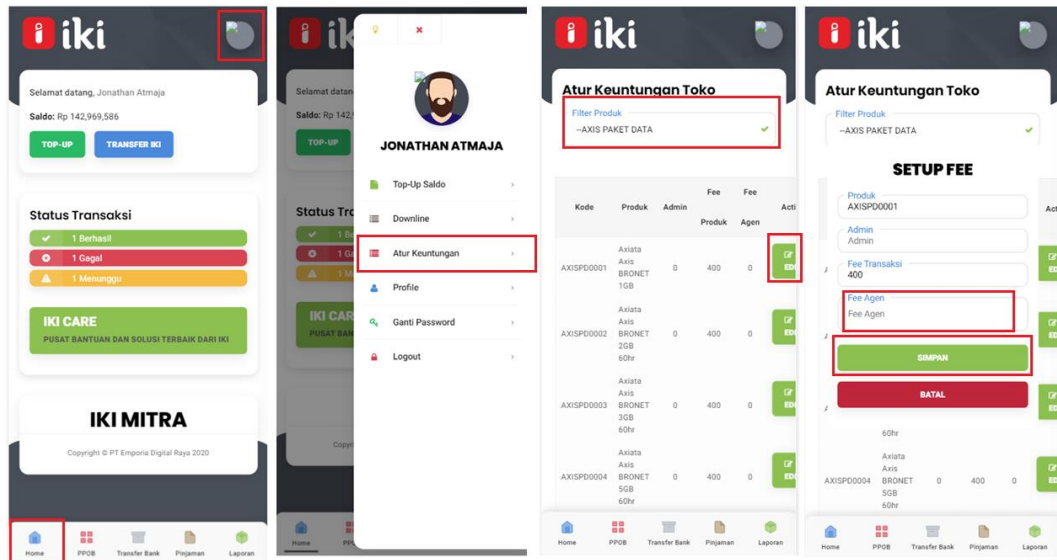 iki
Selamat datang, Jonathan Atmaja
Saldo: Rp 142,969,586
TOP-UP
TRANSFER IKI
Status Transaksi
1 Berhasil
1 Gagal
1 Menunggu
IKI CARE
PUSAT BANTUAN DAN SOLUSI TERBAIK DARI IKI
IKI MITRA
Copyright © PT Emporia Digital Raya 2020
Home PPOB Transfer Bank Pinjaman Laporan
Selamat datan
Saldo: Rp 142,
TOP-UP
Status Tr
IKI CAR
PUSAT BAN
Copyri
Home
JONATHAN ATMAJA
Top-Up Saldo
Downline
Atur Keuntungan
Profile
Ganti Password
Logout
iki
Atur Keuntungan Toko
Filter Produk
--AXIS PAKET DATA
Kode Produk Admin Fee Produk Fee Agen Acti
AXISPD0001 Axiata Axis BRONET 1GB 0 400 0 EDI
AXISPD0002 Axiata Axis BRONET 2GB 60hr 0 400 0 EDI
AXISPD0003 Axiata Axis BRONET 3GB 60hr 0 400 0 EDI
AXISPD0004 Axiata Axis BRONET 5GB 60hr 0 400 0 EDI
Home PPOB Transfer Bank Pinjaman Laporan
iki
Atur Keuntungan Toko
Filter Produk
--AXIS PAKET DATA
SETUP FEE
Produk
AXISPD0001
Admin
Admin
Fee Transaksi
400
Fee Agen
Fee Agen
SIMPAN
BATAL
60hr
AXISPD0004 Axiata Axis BRONET 5GB 60hr 0 400 0
Home PPOB Transfer Bank Pinjaman Laporan